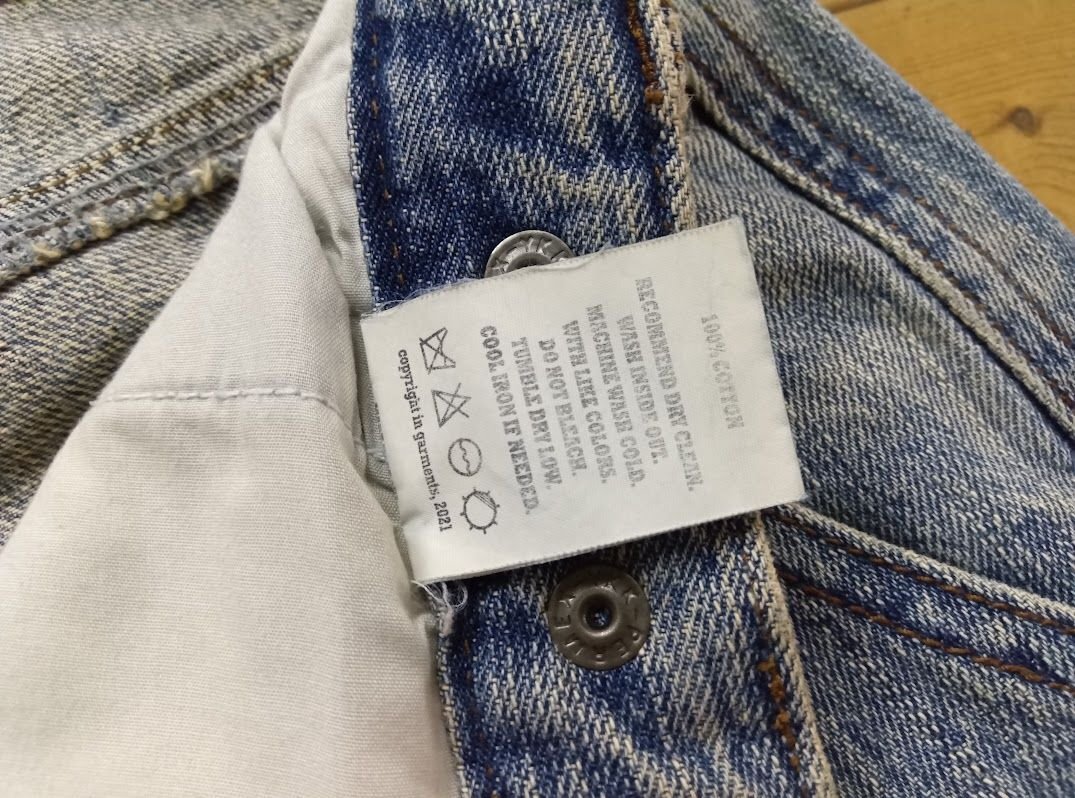 100% COTTON
RECOMMEND DRY CLEAN.
WASH INSIDE OUT.
MACHINE WASH COLD.
WITH LIKE COLORS.
DO NOT BLEACH.
TUMBLE DRY LOW.
COOL IRON IF NEEDED.
copyright in garments, 2021